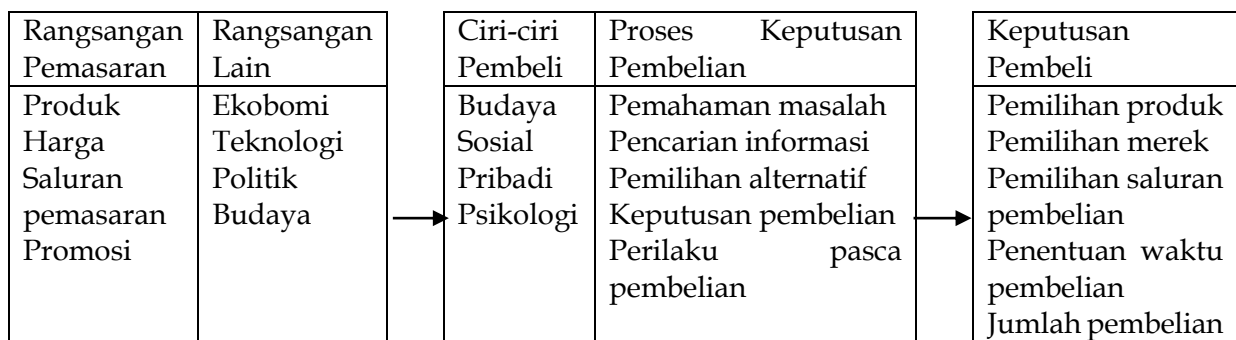 Rangsangan
Pemasaran
Produk
Harga
Saluran
pemasaran
Promosi
Rangsangan
Lain
Ekobomi
Teknologi
Politik
Budaya
Ciri-ciri
Pembeli
Budaya
Sosial
Pribadi
Psikologi
Proses Keputusan
Pembelian
Pemahaman masalah
Pencarian informasi
Pemilihan alternatif
Keputusan pembelian
Perilaku pasca
pembelian
Keputusan
Pembeli
Pemilihan produk
Pemilihan merek
Pemilihan saluran
pembelian
Penentuan waktu
pembelian
Jumlah pembelian